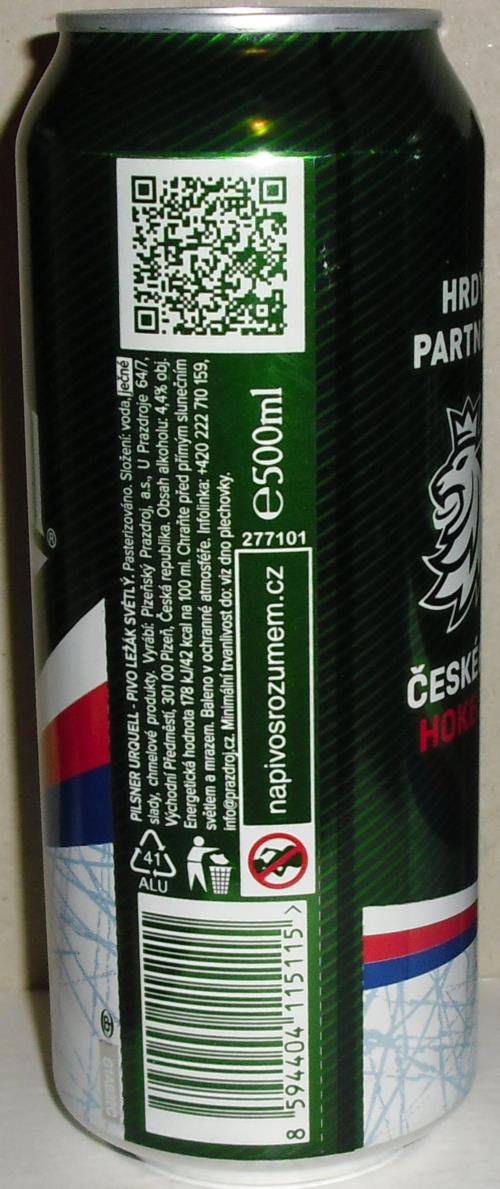 PILSNER URQUELL - PIVO LEŽÁK SVĚTLÝ. Pasterizováno. Složení: voda, ječné
slady, chmelové produkty. Vyrábí: Plzeňský Prazdroj, a.s., U Prazdroje 64/7,
Východní Předměstí, 301 00 Plzeň, Česká republika. Obsah alkoholu: 4,4% obj.
Energetická hodnota 178 kJ/42 kcal na 100 ml. Chraňte před přímým slunečním
světlem a mrazem. Baleno v ochranné atmosféře. Infolinka: +420 222 710 159,
info@prazdroj.cz. Minimální trvanlivost do: viz dno plechovky.
℮500ml
277101
napivosrozumem.cz
41
ALU
8 594404 115115 >
®
HRD
PARTN
ČESKÉ
HOKE